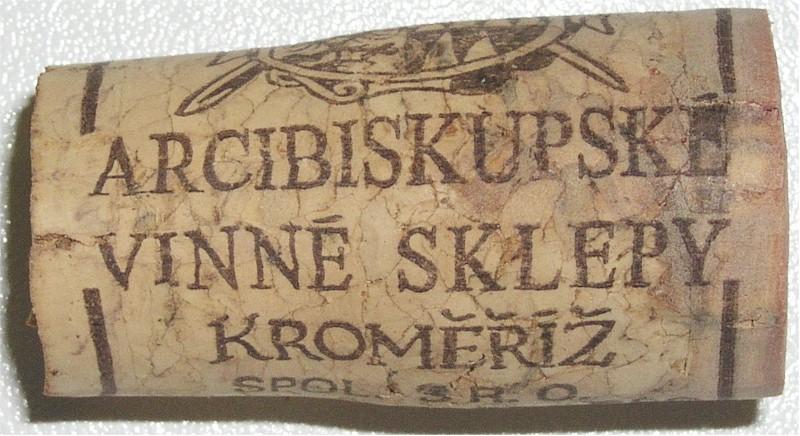 ARCIBISKUPSKÉ
VINNÉ SKLEPY
KROMĚŘÍŽ
SPOL. S R. O.